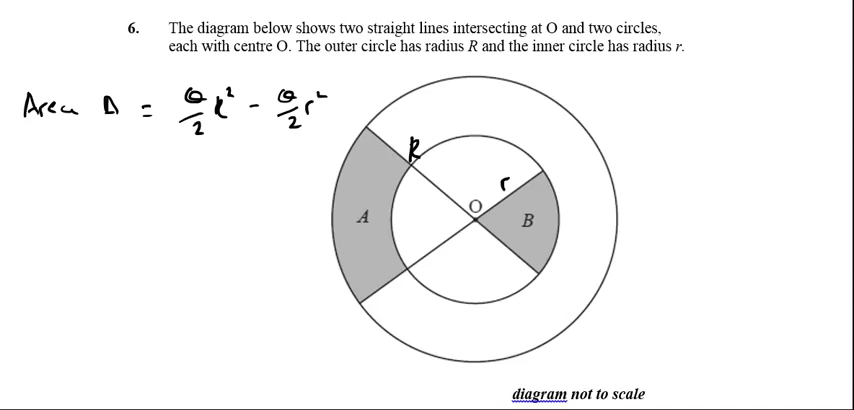 6. The diagram below shows two straight lines intersecting at O and two circles,
each with centre O. The outer circle has radius R and the inner circle has radius r.
Area A = θ/2 R² - θ/2 r²
R
r
O
A
B
diagram not to scale